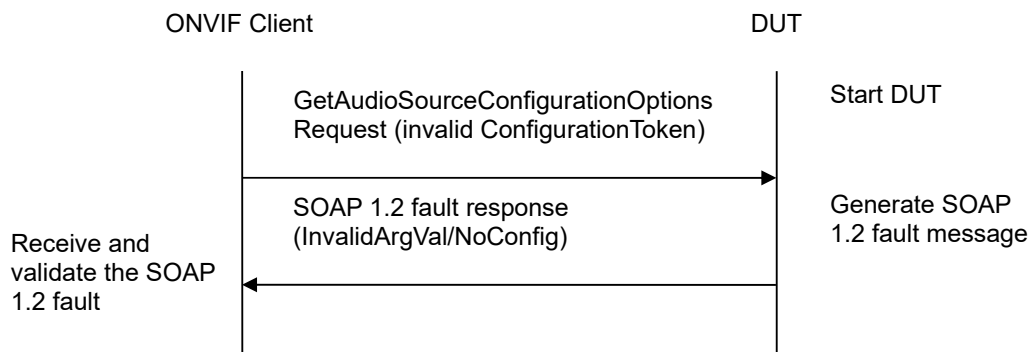 ONVIF Client
DUT
GetAudioSourceConfigurationOptions
Request (invalid ConfigurationToken)
Start DUT
SOAP 1.2 fault response
(InvalidArgVal/NoConfig)
Generate SOAP
1.2 fault message
Receive and
validate the SOAP
1.2 fault